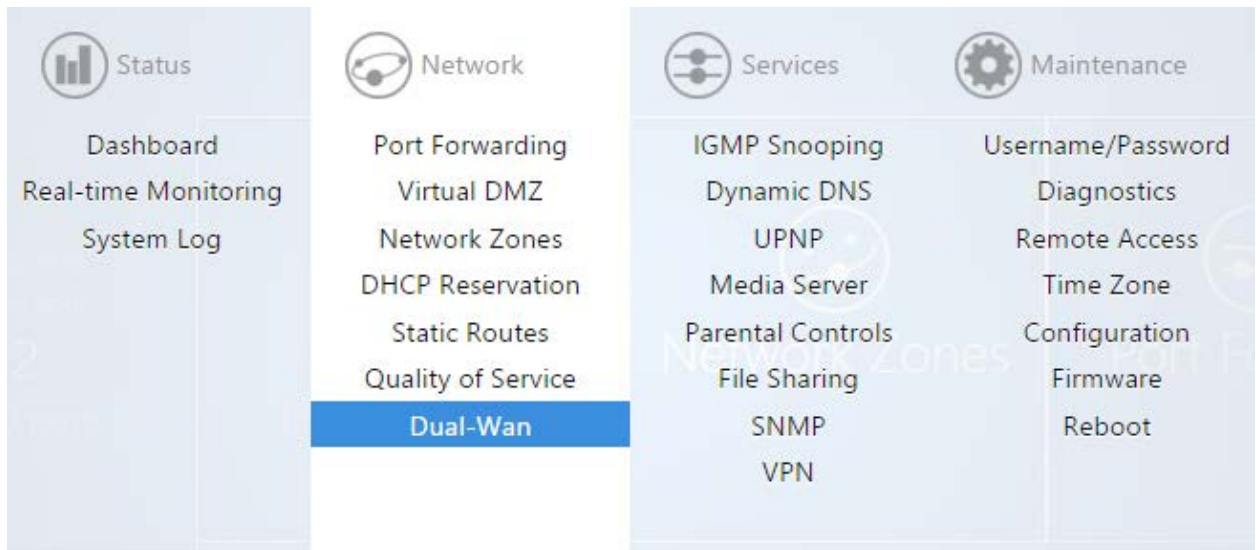 Status
Dashboard
Real-time Monitoring
System Log
Network
Port Forwarding
Virtual DMZ
Network Zones
DHCP Reservation
Static Routes
Quality of Service
Dual-Wan
Services
IGMP Snooping
Dynamic DNS
UPNP
Media Server
Parental Controls
File Sharing
SNMP
VPN
Maintenance
Username/Password
Diagnostics
Remote Access
Time Zone
Configuration
Firmware
Reboot
Network Zones